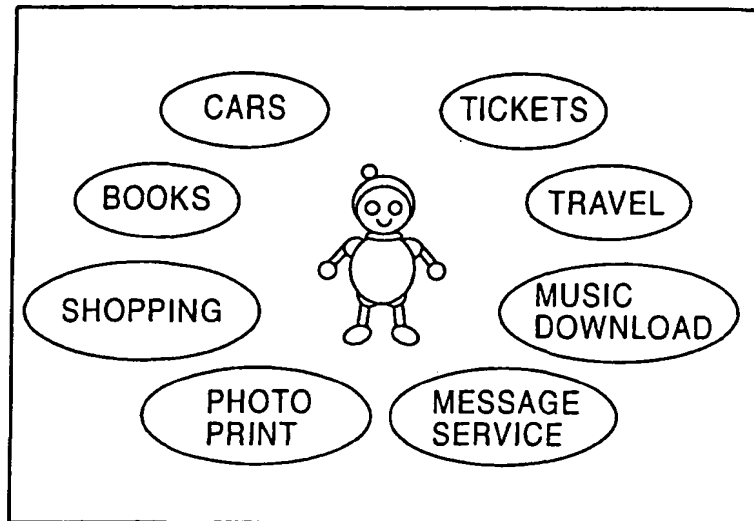 CARS
TICKETS
BOOKS
TRAVEL
SHOPPING
MUSIC
DOWNLOAD
PHOTO
PRINT
MESSAGE
SERVICE